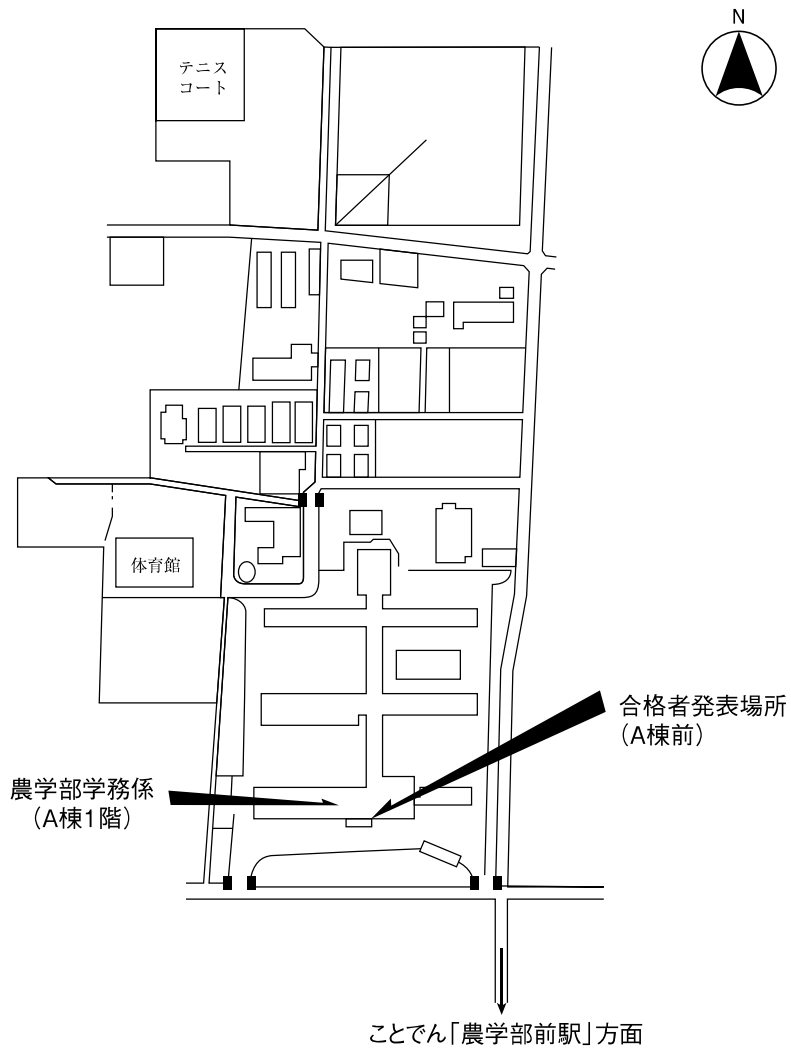 N
テニス
コート
体育館
合格者発表場所
（A棟前）
農学部学務係
（A棟1階）
ことでん「農学部前駅」方面